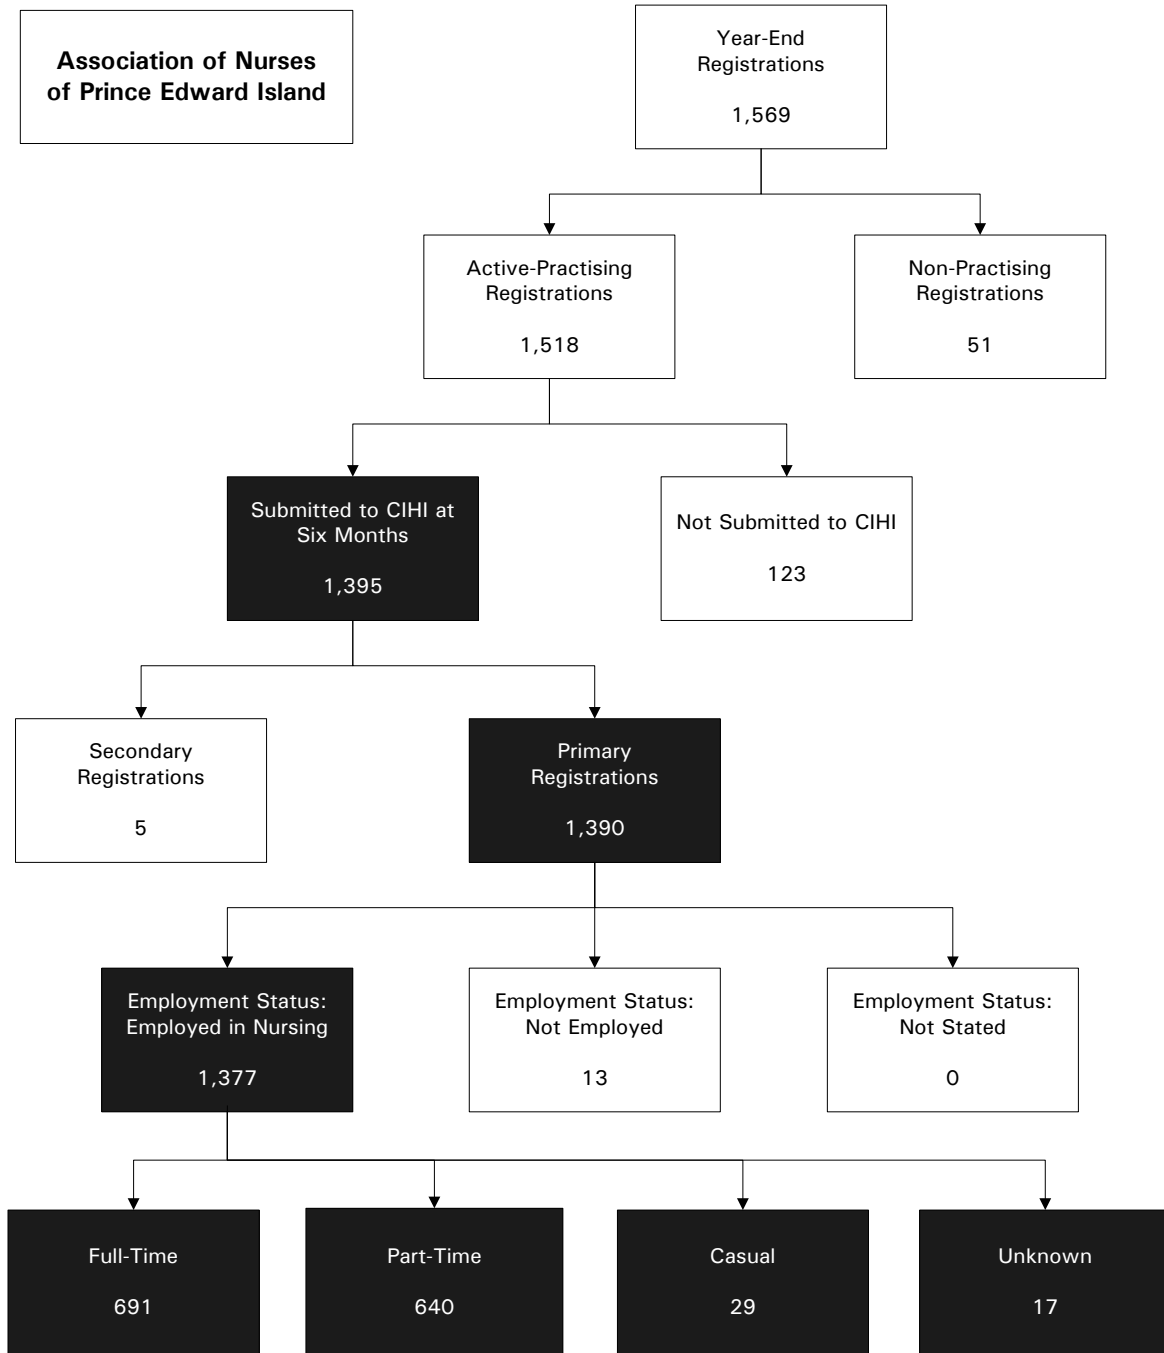 Association of Nurses
of Prince Edward Island
Year-End
Registrations
1,569
Active-Practising
Registrations
1,518
Non-Practising
Registrations
51
Submitted to CIHI at
Six Months
1,395
Not Submitted to CIHI
123
Secondary
Registrations
5
Primary
Registrations
1,390
Employment Status:
Employed in Nursing
1,377
Employment Status:
Not Employed
13
Employment Status:
Not Stated
0
Full-Time
691
Part-Time
640
Casual
29
Unknown
17